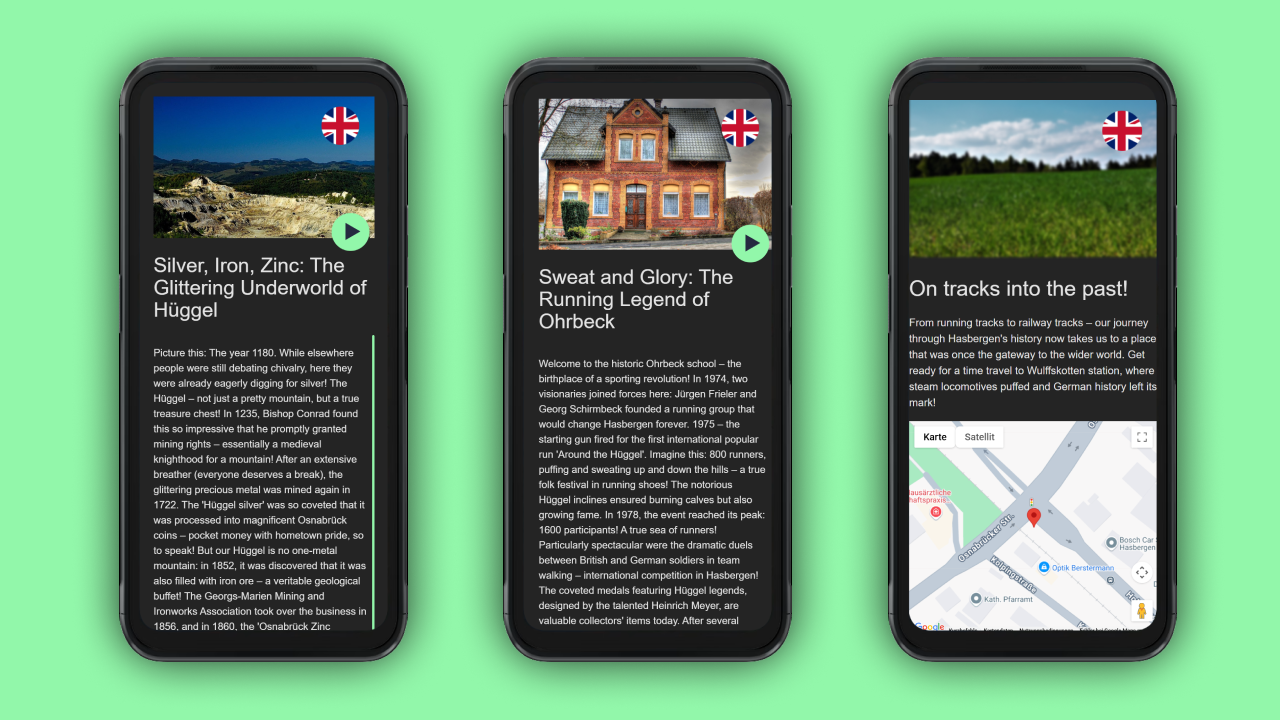 Silver, Iron, Zinc: The
Glittering Underworld of
Hüggel
Picture this: The year 1180. While elsewhere
people were still debating chivalry, here they
were already eagerly digging for silver! The
Hüggel – not just a pretty mountain, but a true
treasure chest! In 1235, Bishop Conrad found
this so impressive that he promptly granted
mining rights – essentially a medieval
knighthood for a mountain! After an extensive
breather (everyone deserves a break), the
glittering precious metal was mined again in
1722. The 'Hüggel silver' was so coveted that it
was processed into magnificent Osnabrück
coins – pocket money with hometown pride, so
to speak! But our Hüggel is no one-metal
mountain: in 1852, it was discovered that it was
also filled with iron ore – a veritable geological
buffet! The Georgs-Marien Mining and
Ironworks Association took over the business in
1856, and in 1860, the 'Osnabrück Zinc
Sweat and Glory: The
Running Legend of
Ohrbeck
Welcome to the historic Ohrbeck school – the
birthplace of a sporting revolution! In 1974, two
visionaries joined forces here: Jürgen Frieler and
Georg Schirmbeck founded a running group that
would change Hasbergen forever. 1975 – the
starting gun fired for the first international popular
run 'Around the Hüggel'. Imagine this: 800 runners,
puffing and sweating up and down the hills – a true
folk festival in running shoes! The notorious
Hüggel inclines ensured burning calves but also
growing fame. In 1978, the event reached its peak:
1600 participants! A true sea of runners!
Particularly spectacular were the dramatic duels
between British and German soldiers in team
walking – international competition in Hasbergen!
The coveted medals featuring Hüggel legends,
designed by the talented Heinrich Meyer, are
valuable collectors' items today. After several
On tracks into the past!
From running tracks to railway tracks – our journey
through Hasbergen's history now takes us to a place
that was once the gateway to the wider world. Get
ready for a time travel to Wulffskotten station, where
steam locomotives puffed and German history left its
mark!
Karte Satellit
lausärztliche
haftspraxis
Osnabrücker Str.
Bosch Car
Hasbergen
Optik Berstermann
Kolpingstraße
Kath. Pfarramt
Google